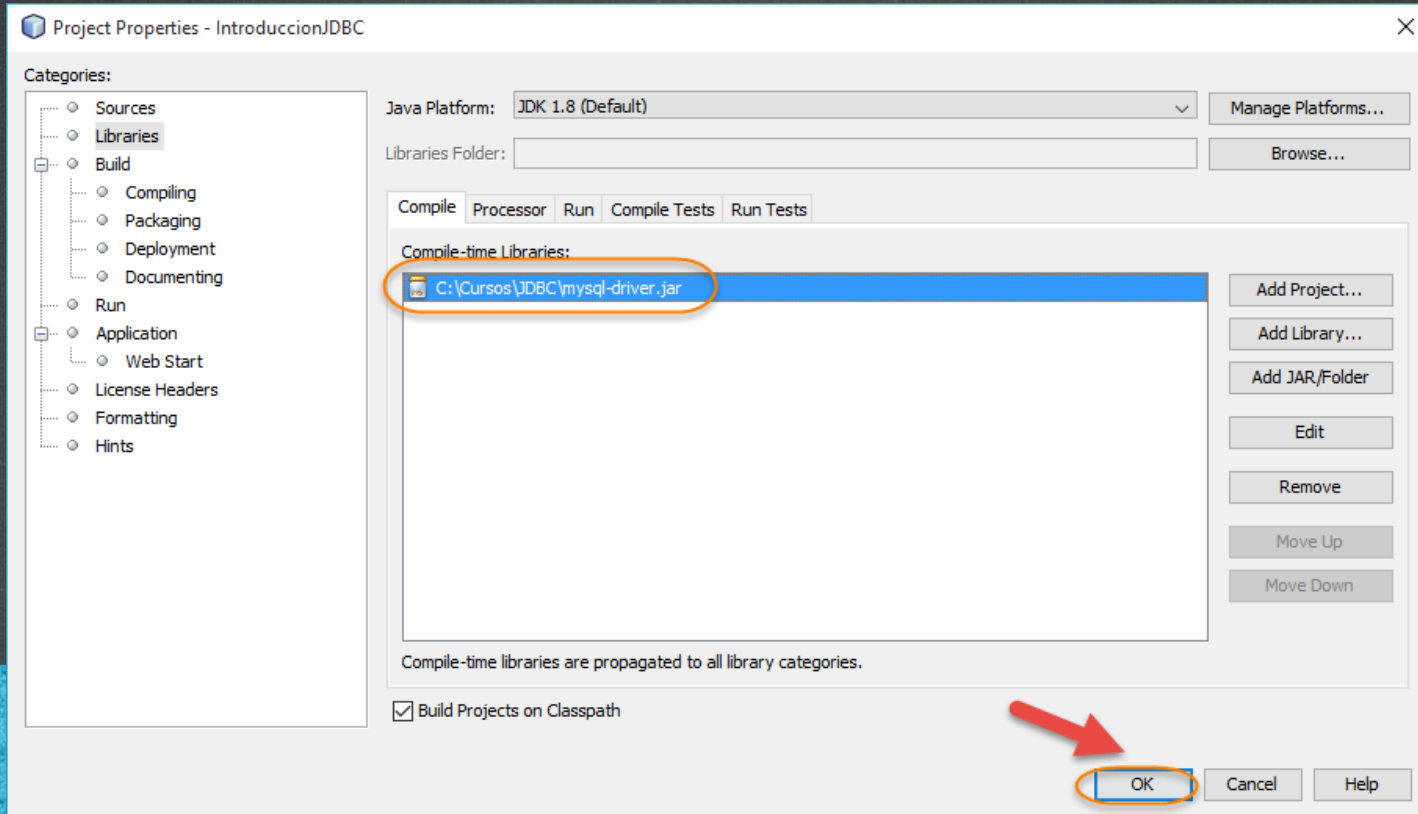 Project Properties - IntroduccionJDBC
Categories:
Sources
Libraries
Build
Compiling
Packaging
Deployment
Documenting
Run
Application
Web Start
License Headers
Formatting
Hints
Java Platform: JDK 1.8 (Default) Manage Platforms...
Libraries Folder: Browse...
Compile Processor Run Compile Tests Run Tests
Compile-time Libraries:
C:\Cursos\JDBC\mysql-driver.jar
Add Project...
Add Library...
Add JAR/Folder
Edit
Remove
Move Up
Move Down
Compile-time libraries are propagated to all library categories.
Build Projects on Classpath
OK Cancel Help